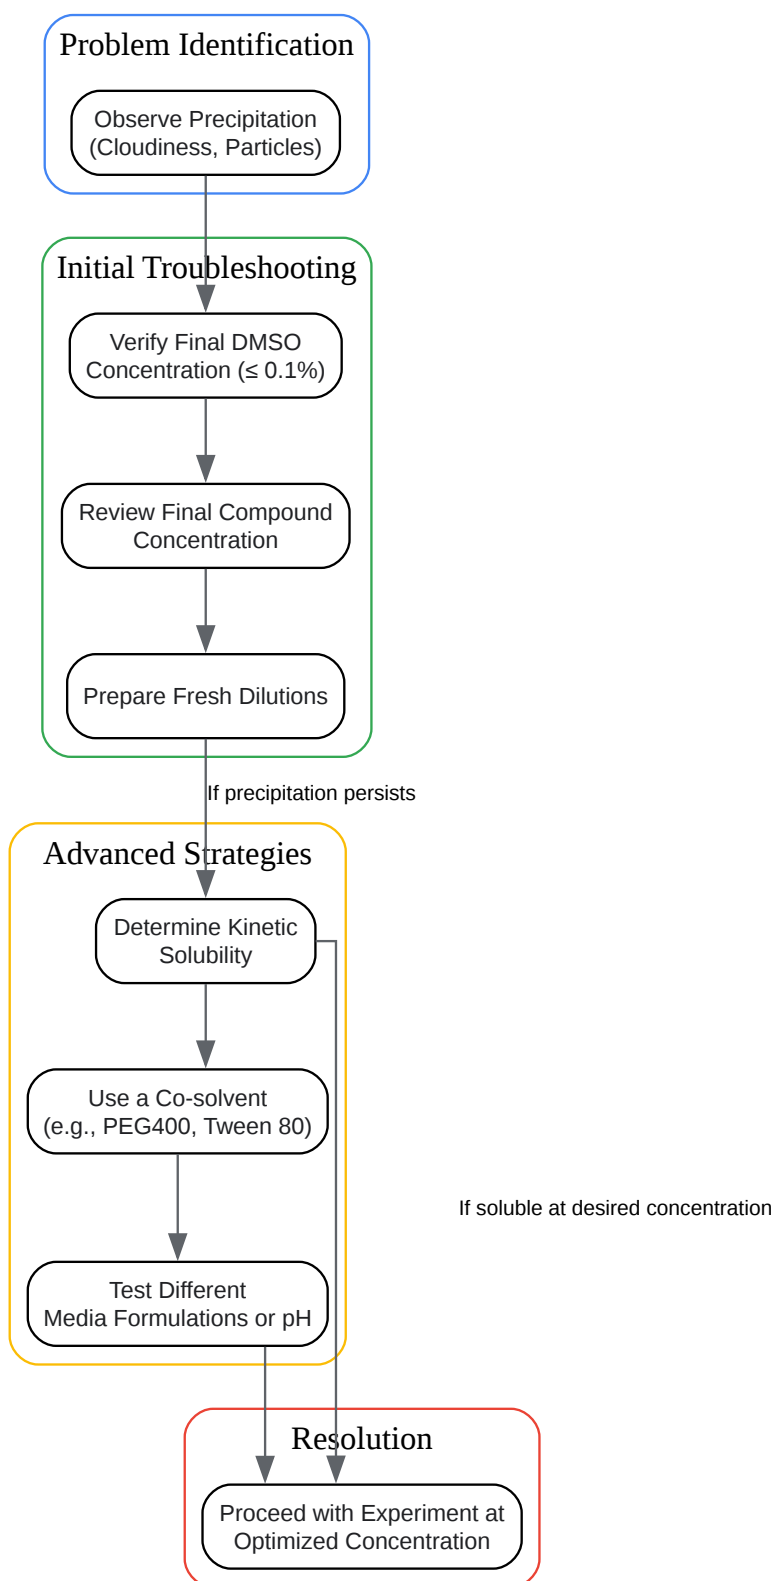 Problem Identification
Observe Precipitation
(Cloudiness, Particles)
Initial Troubleshooting
Verify Final DMSO
Concentration (≤ 0.1%)
Review Final Compound
Concentration
Prepare Fresh Dilutions
If precipitation persists
Advanced Strategies
Determine Kinetic
Solubility
Use a Co-solvent
(e.g., PEG400, Tween 80)
If soluble at desired concentration
Test Different
Media Formulations or pH
Resolution
Proceed with Experiment at
Optimized Concentration